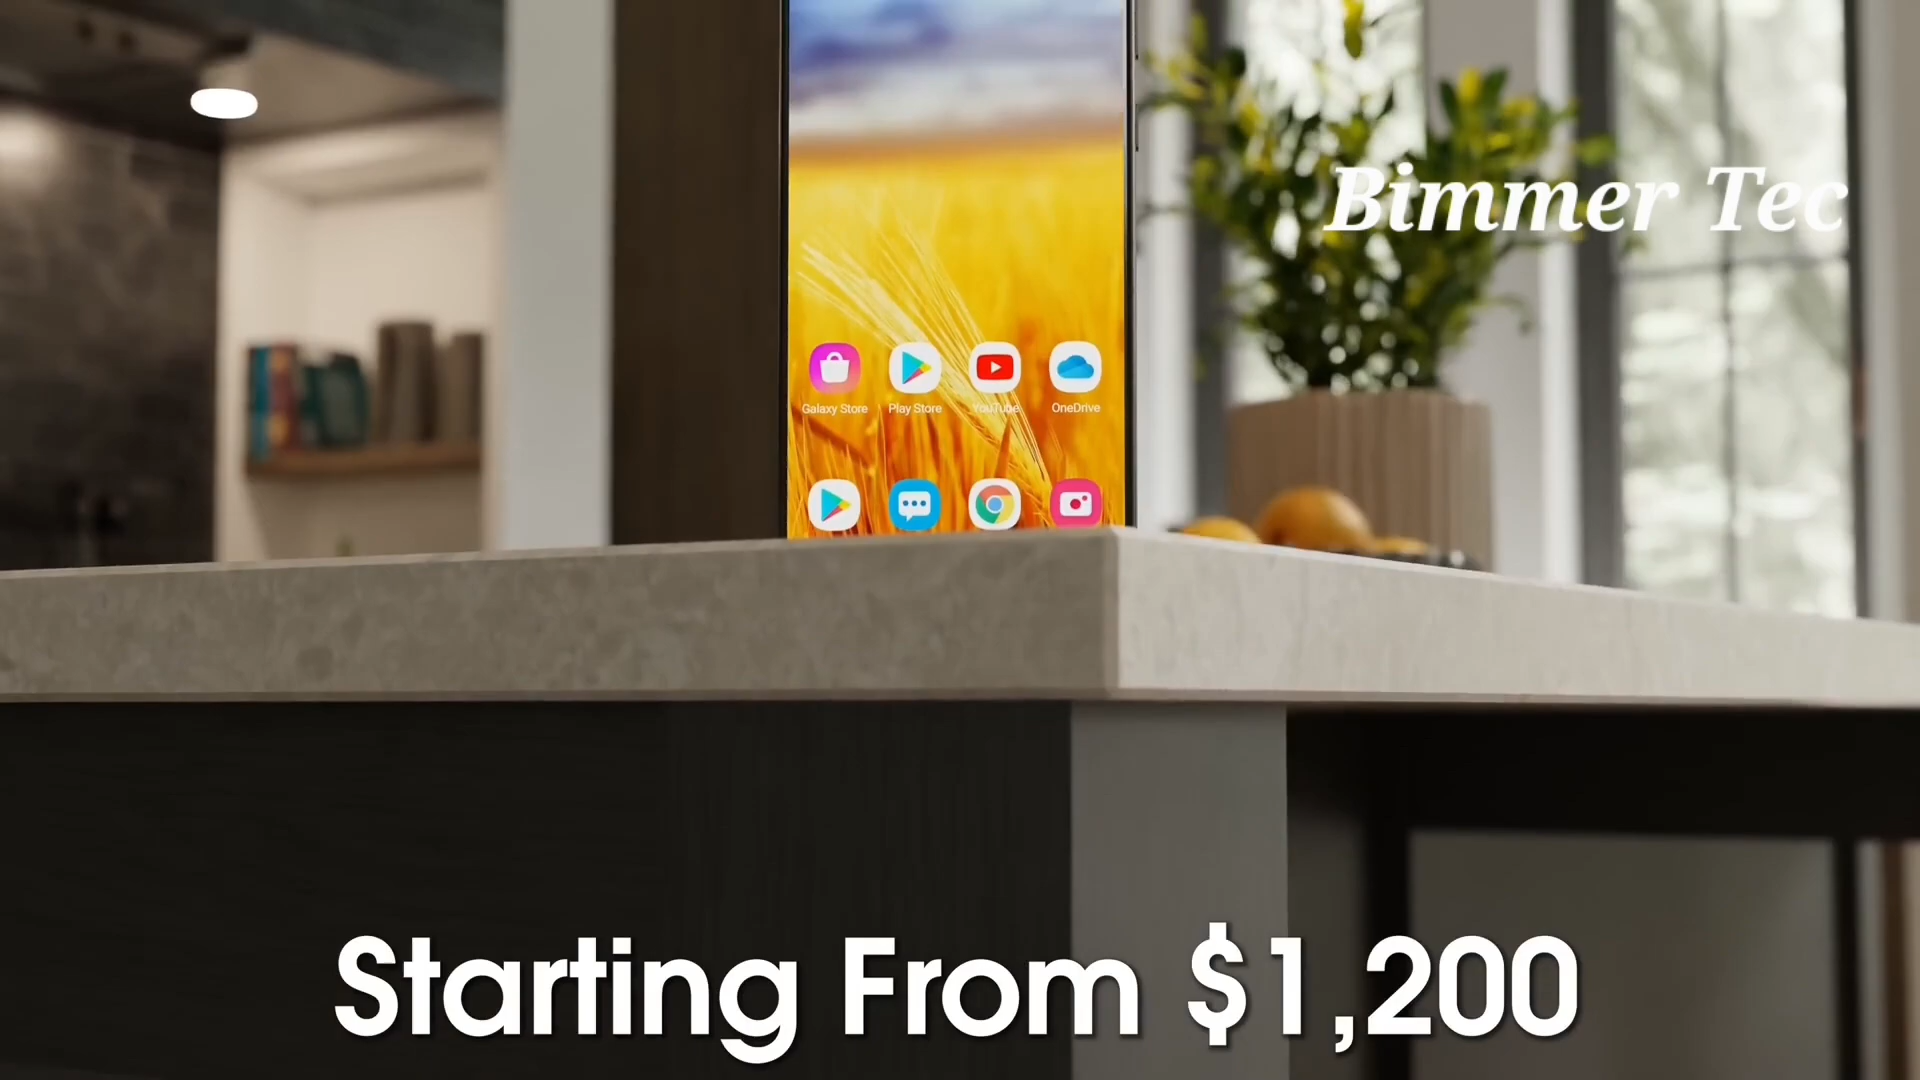 Bimmer Tec
Galaxy Store
Play Store
YouTube
OneDrive
Starting From $1,200